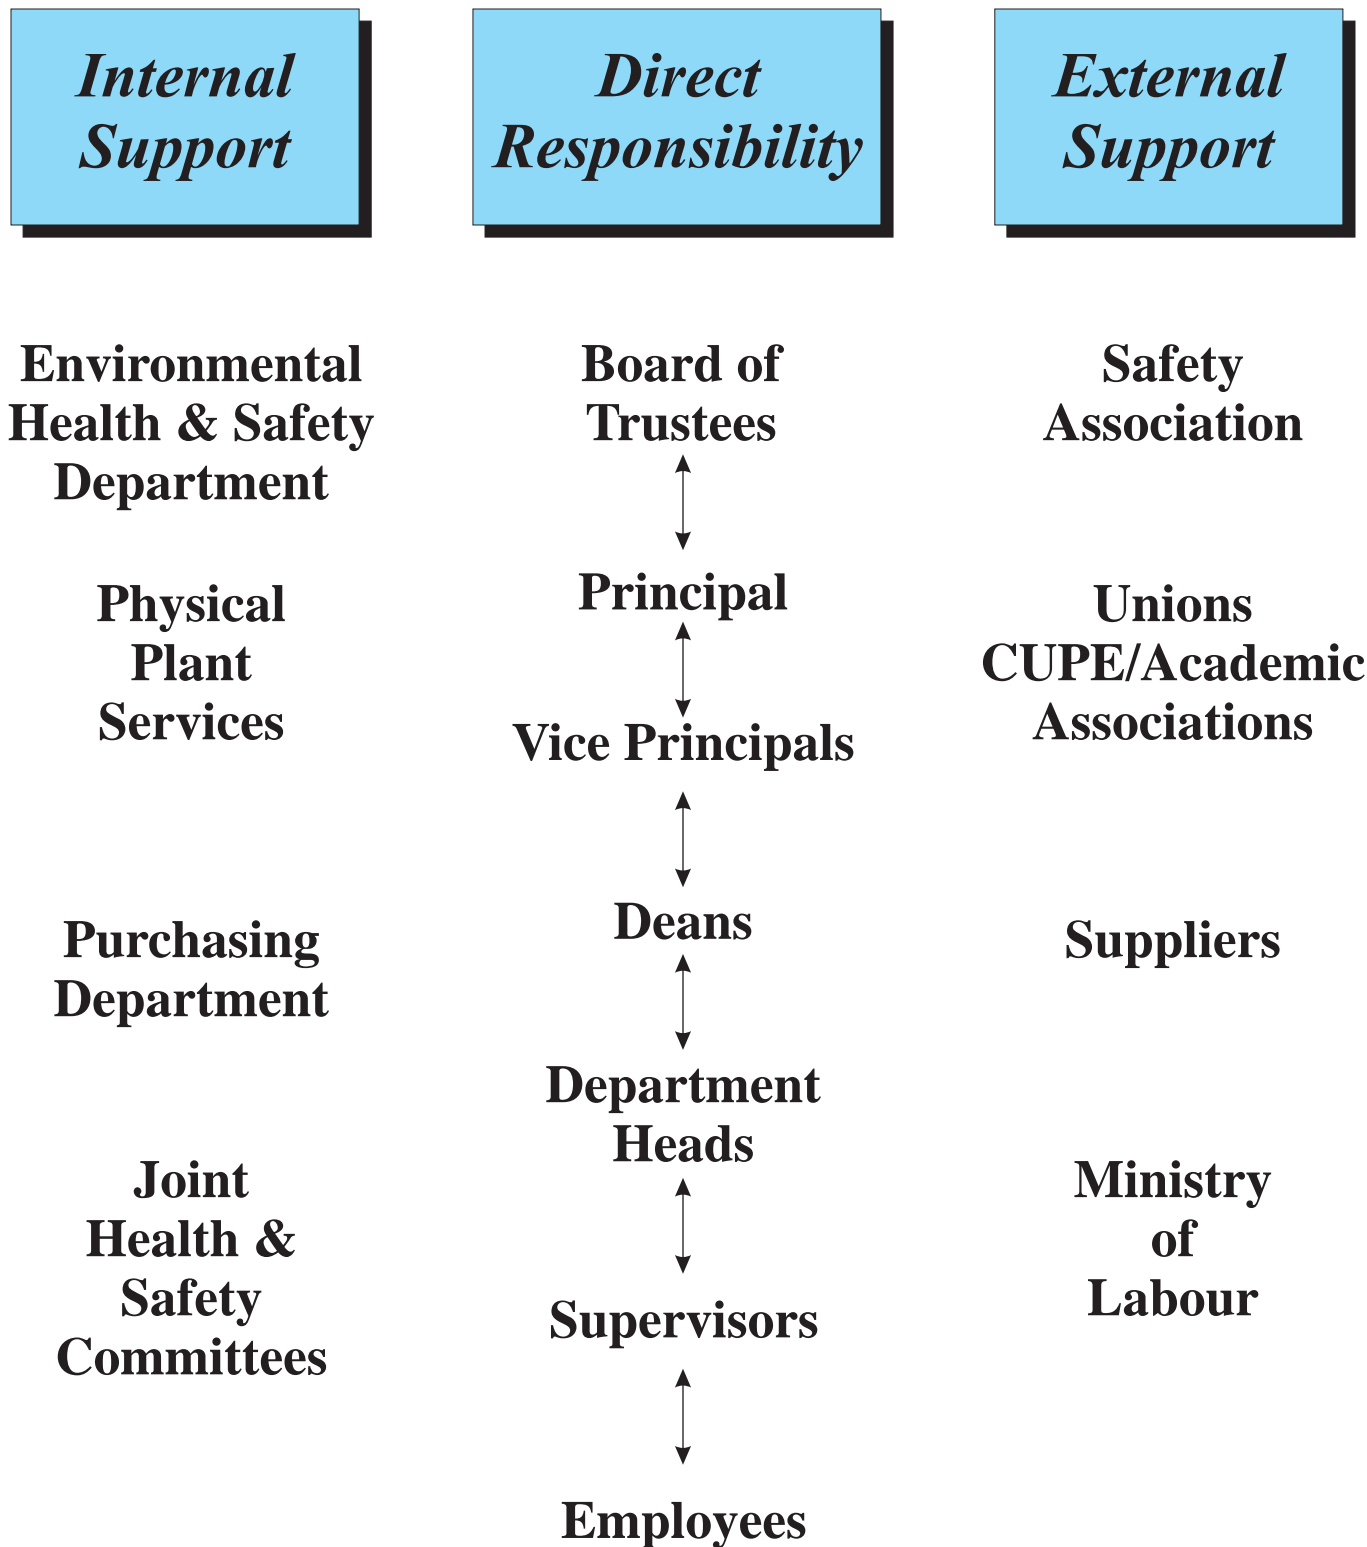 Internal
Support
Direct
Responsibility
External
Support
Environmental
Health & Safety
Department
Physical
Plant
Services
Purchasing
Department
Joint
Health &
Safety
Committees
Board of
Trustees
Principal
Vice Principals
Deans
Department
Heads
Supervisors
Employees
Safety
Association
Unions
CUPE/Academic
Associations
Suppliers
Ministry
of
Labour